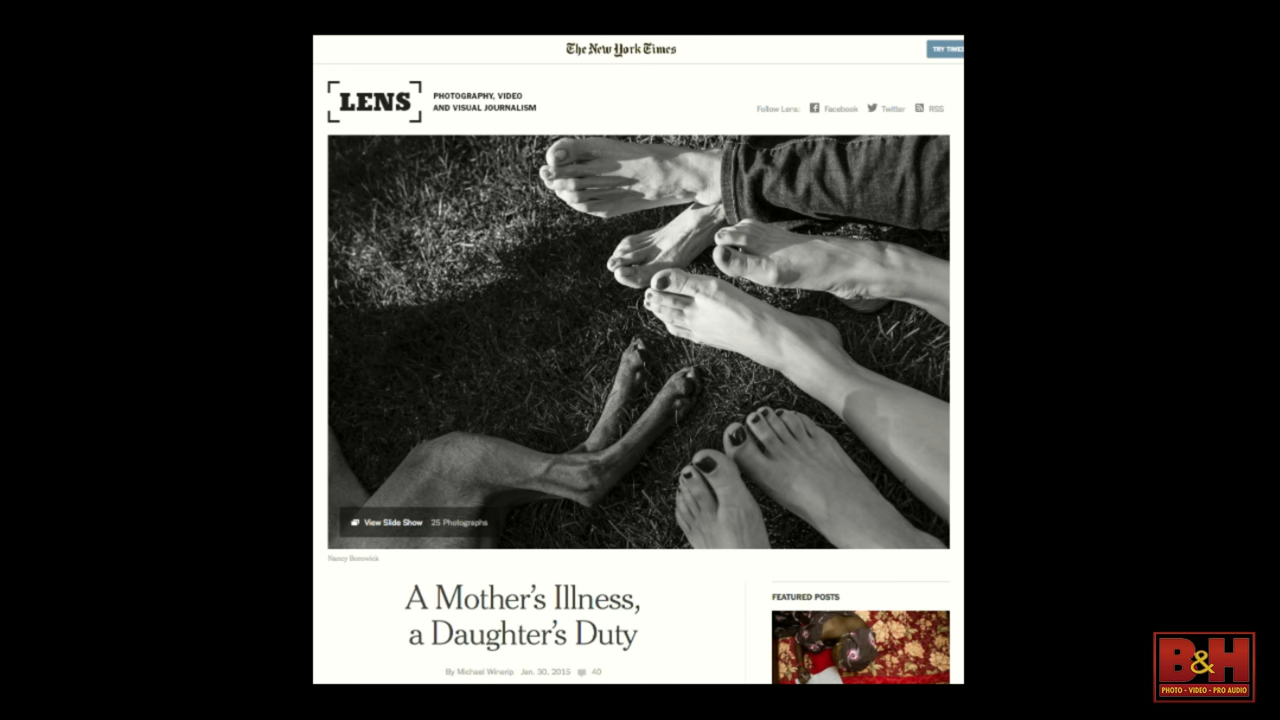 The New York Times
TRY TIMES
LENS
PHOTOGRAPHY, VIDEO
AND VISUAL JOURNALISM
Follow Lens: Facebook Twitter RSS
View Slide Show 25 Photographs
Nancy Borowick
A Mother's Illness,
a Daughter's Duty
FEATURED POSTS
By Michael Winerip Jan. 30, 2015 40
B&H
PHOTO - VIDEO - PRO AUDIO